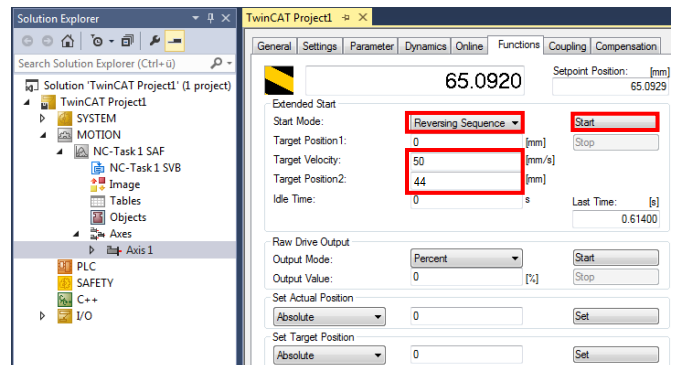 Solution Explorer
Search Solution Explorer (Ctrl+ü)
Solution 'TwinCAT Project1' (1 project)
TwinCAT Project1
SYSTEM
MOTION
NC-Task 1 SAF
NC-Task 1 SVB
Image
Tables
Objects
Axes
Axis 1
PLC
SAFETY
C++
I/O
TwinCAT Project1
General Settings Parameter Dynamics Online Functions Coupling Compensation
65.0920
Setpoint Position: [mm]
65.0929
Extended Start
Start Mode: Reversing Sequence Start
Target Position1: 0 [mm] Stop
Target Velocity: 50 [mm/s]
Target Position2: 44 [mm]
Idle Time: 0 s Last Time: [s]
0.61400
Raw Drive Output
Output Mode: Percent Start
Output Value: 0 [%] Stop
Set Actual Position
Absolute 0 Set
Set Target Position
Absolute 0 Set